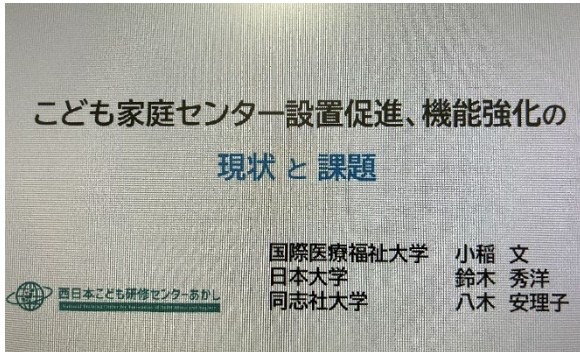 こども家庭センター設置促進、機能強化の
現状 と 課題
国際医療福祉大学 小稲 文
日本大学 鈴木 秀洋
同志社大学 八木 安理子
西日本こども研修センターあかし